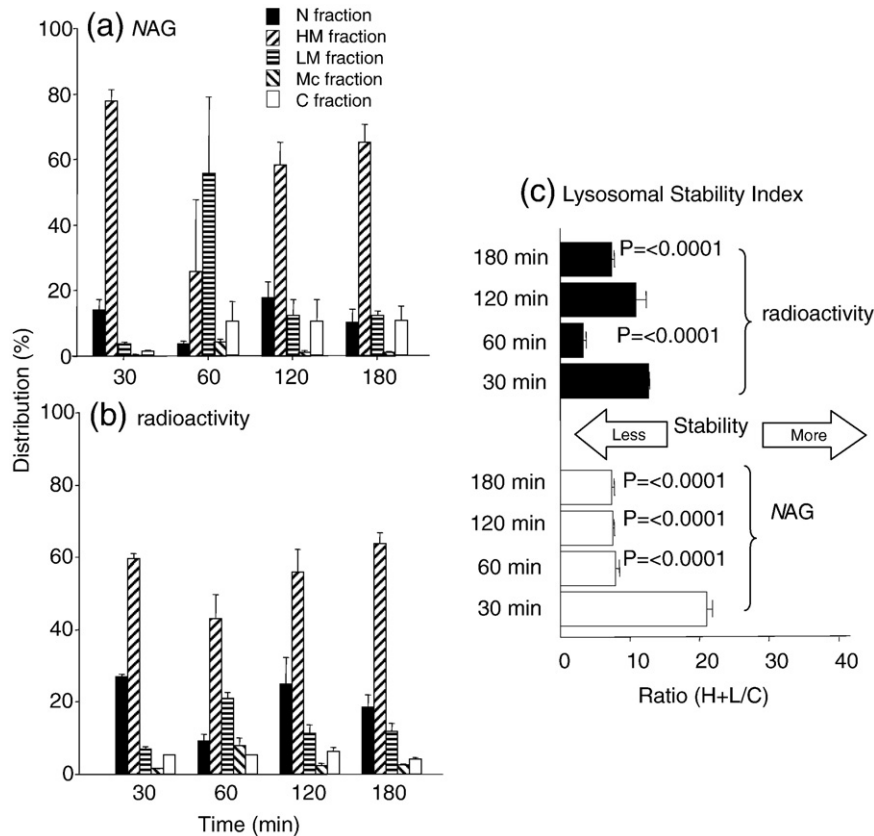 (a) NAG
N fraction
HM fraction
LM fraction
Mc fraction
C fraction
100
80
60
40
20
0
30 60 120 180
(b) radioactivity
100
80
60
40
20
0
30 60 120 180
Time (min)
Distribution (%)
(c) Lysosomal Stability Index
180 min P=<0.0001
120 min
60 min P=<0.0001
30 min
radioactivity
Less Stability More
180 min P=<0.0001
120 min P=<0.0001
60 min P=<0.0001
30 min
NAG
0 10 20 30 40
Ratio (H+L/C)